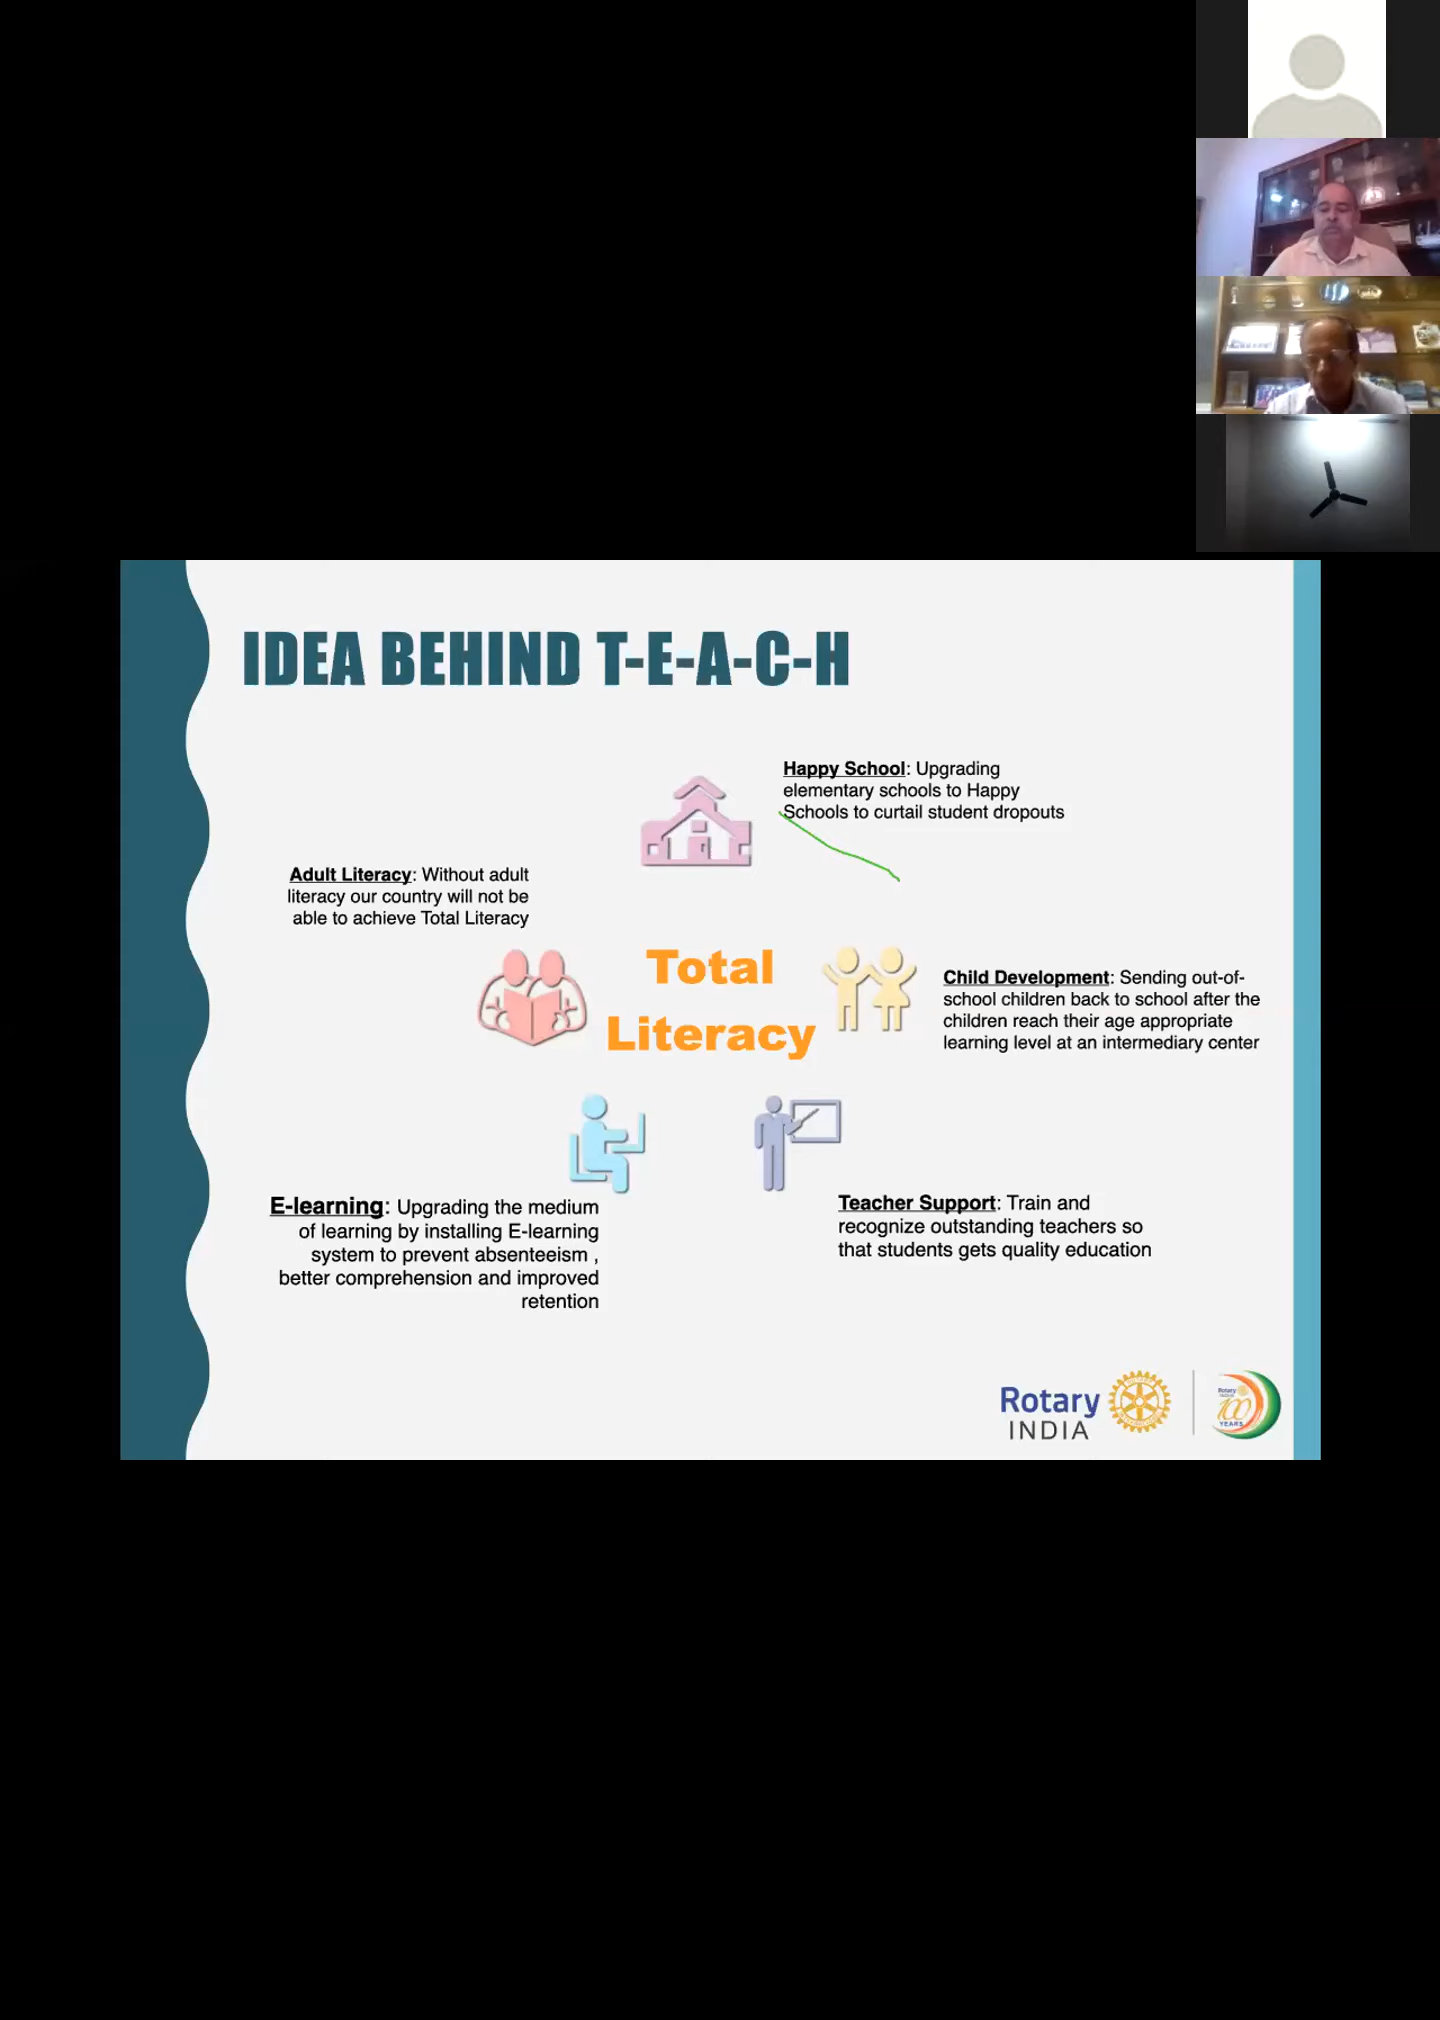 IDEA BEHIND T-E-A-C-H
Happy School: Upgrading
elementary schools to Happy
Schools to curtail student dropouts
Adult Literacy: Without adult
literacy our country will not be
able to achieve Total Literacy
Total
Literacy
Child Development: Sending out-of-
school children back to school after the
children reach their age appropriate
learning level at an intermediary center
E-learning: Upgrading the medium
of learning by installing E-learning
system to prevent absenteeism ,
better comprehension and improved
retention
Teacher Support: Train and
recognize outstanding teachers so
that students gets quality education
Rotary
INDIA
Rotary
INDIA
100
YEARS